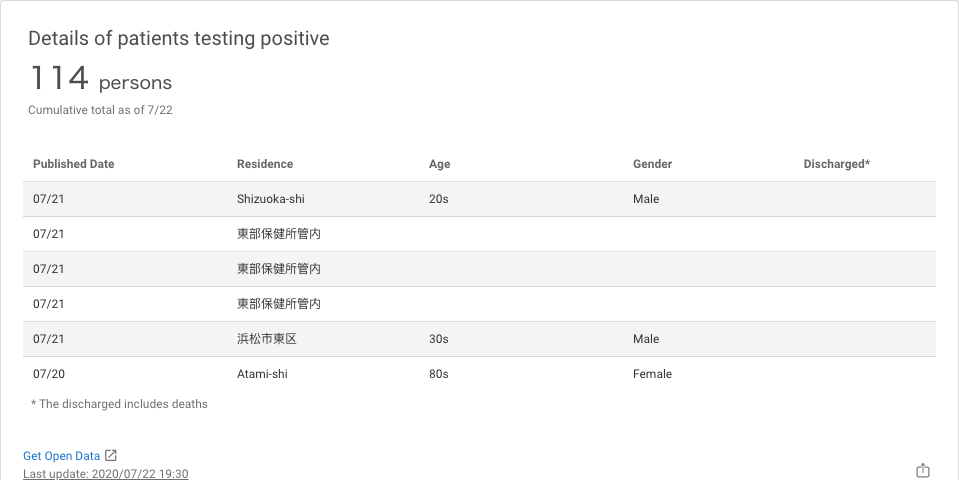 Details of patients testing positive
114 persons
Cumulative total as of 7/22
Published Date Residence Age Gender Discharged*
07/21 Shizuoka-shi 20s Male
07/21 東部保健所管内
07/21 東部保健所管内
07/21 東部保健所管内
07/21 浜松市東区 30s Male
07/20 Atami-shi 80s Female
* The discharged includes deaths
Get Open Data
Last update: 2020/07/22 19:30